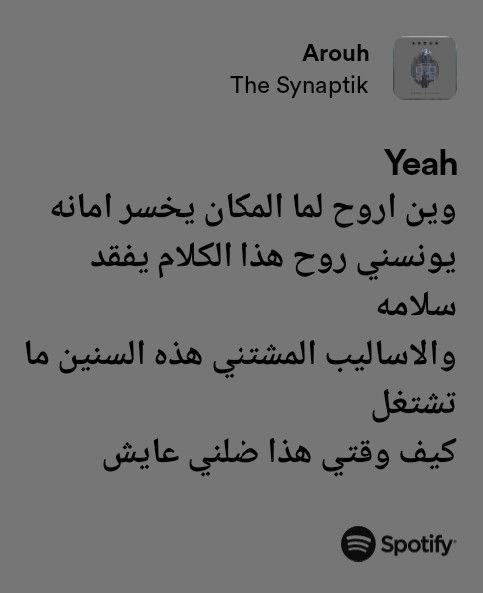 Arouh
The Synaptik
Yeah
وين اروح لما المكان يخسر امانه
يونسني روح هذا الكلام يفقد
سلامه
والاساليب المشتني هذه السنين ما
تشتغل
كيف وقتي هذا ضلني عايش
Spotify